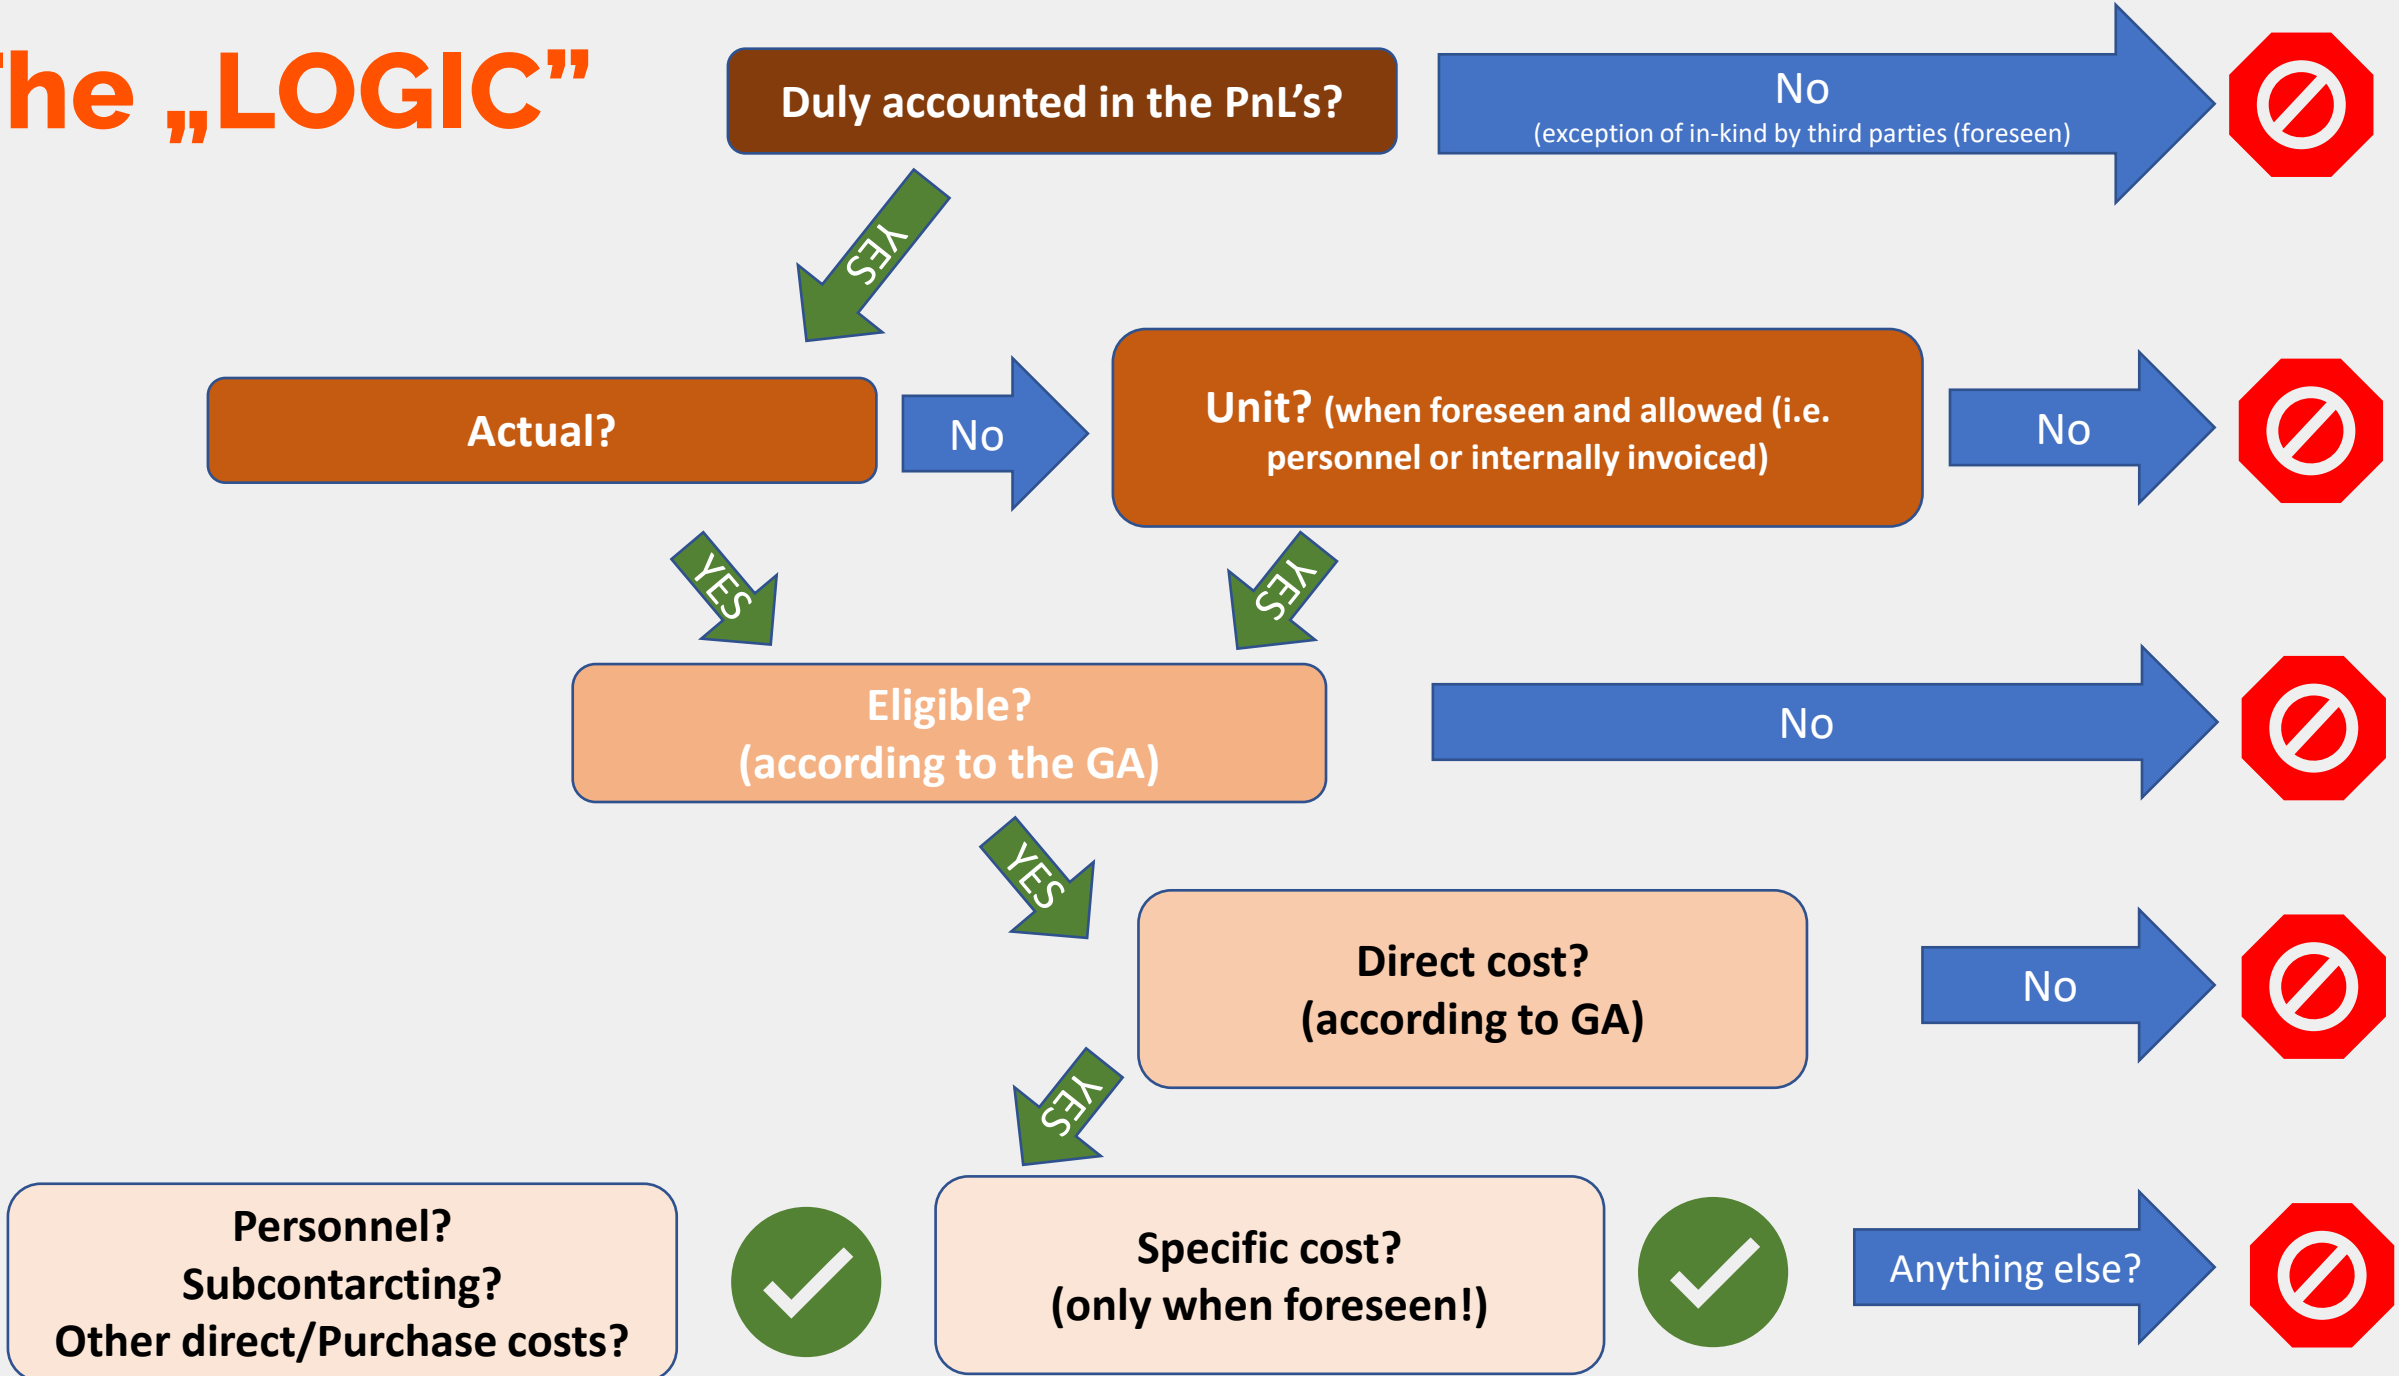 The „LOGIC”
Duly accounted in the PnL's?
No
(exception of in-kind by third parties (foreseen)
YES
Actual?
No
Unit? (when foreseen and allowed (i.e.
personnel or internally invoiced)
No
YES
YES
Eligible?
(according to the GA)
No
YES
Direct cost?
(according to GA)
No
YES
Personnel?
Subcontarcting?
Other direct/Purchase costs?
Specific cost?
(only when foreseen!)
Anything else?